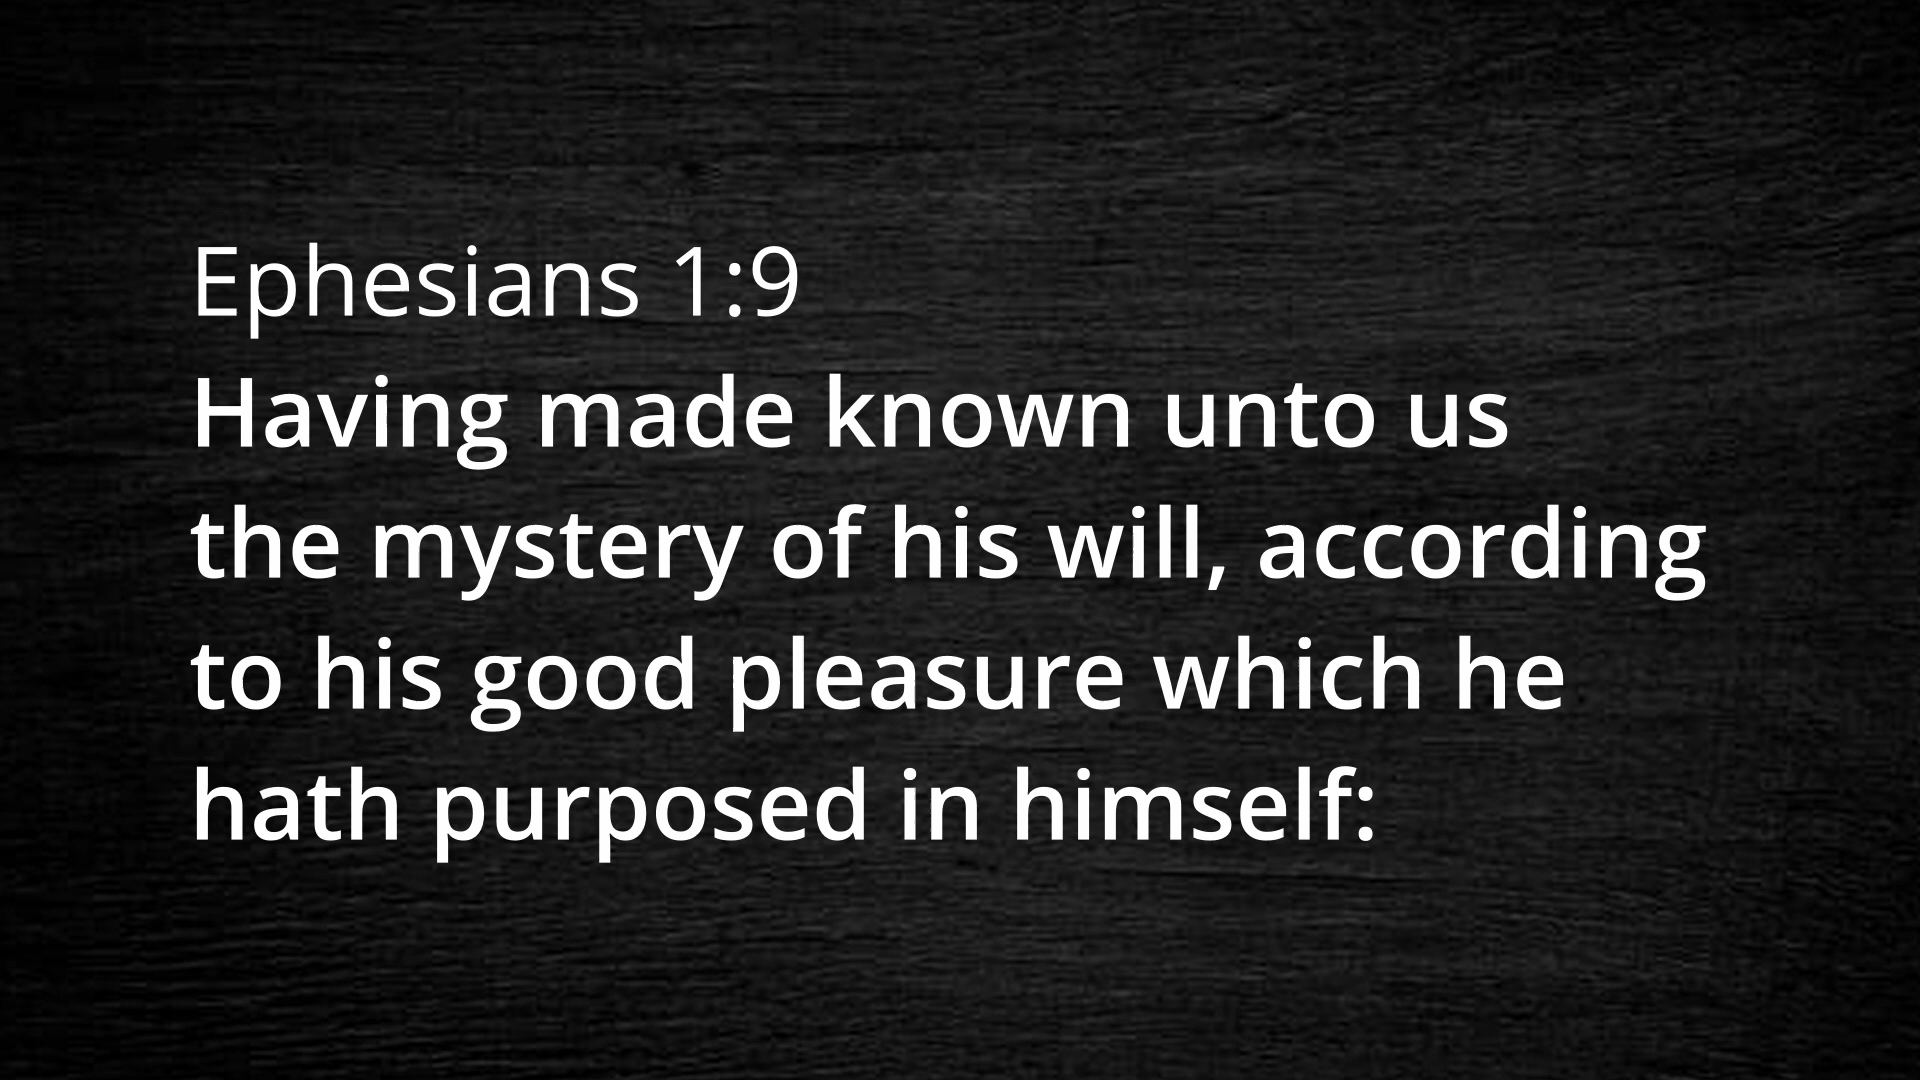 Ephesians 1:9
Having made known unto us
the mystery of his will, according
to his good pleasure which he
hath purposed in himself: